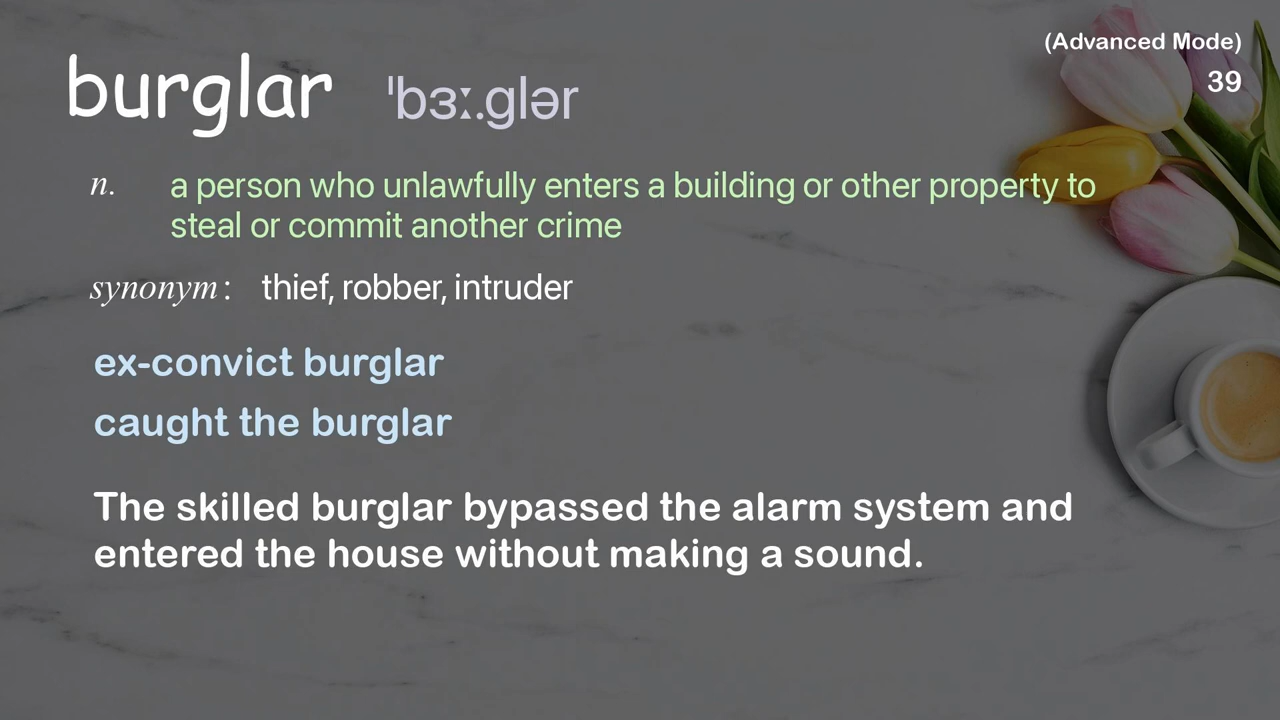 (Advanced Mode)
39
burglar ˈbɜː.glər
n. a person who unlawfully enters a building or other property to
steal or commit another crime
synonym: thief, robber, intruder
ex-convict burglar
caught the burglar
The skilled burglar bypassed the alarm system and
entered the house without making a sound.